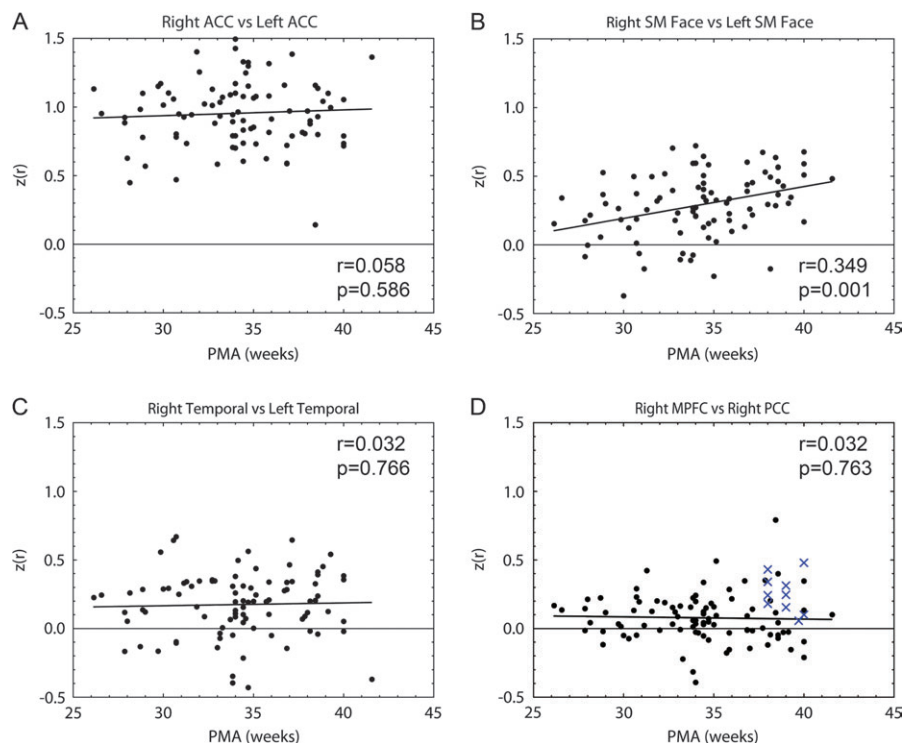 A
Right ACC vs Left ACC
1.5
1.0
0.5
0.0
-0.5
z(r)
r=0.058
p=0.586
25 30 35 40 45
PMA (weeks)
B
Right SM Face vs Left SM Face
1.5
1.0
0.5
0.0
-0.5
z(r)
r=0.349
p=0.001
25 30 35 40 45
PMA (weeks)
C
Right Temporal vs Left Temporal
1.5
1.0
0.5
0.0
-0.5
z(r)
r=0.032
p=0.766
25 30 35 40 45
PMA (weeks)
D
Right MPFC vs Right PCC
1.5
1.0
0.5
0.0
-0.5
z(r)
r=0.032
p=0.763
25 30 35 40 45
PMA (weeks)